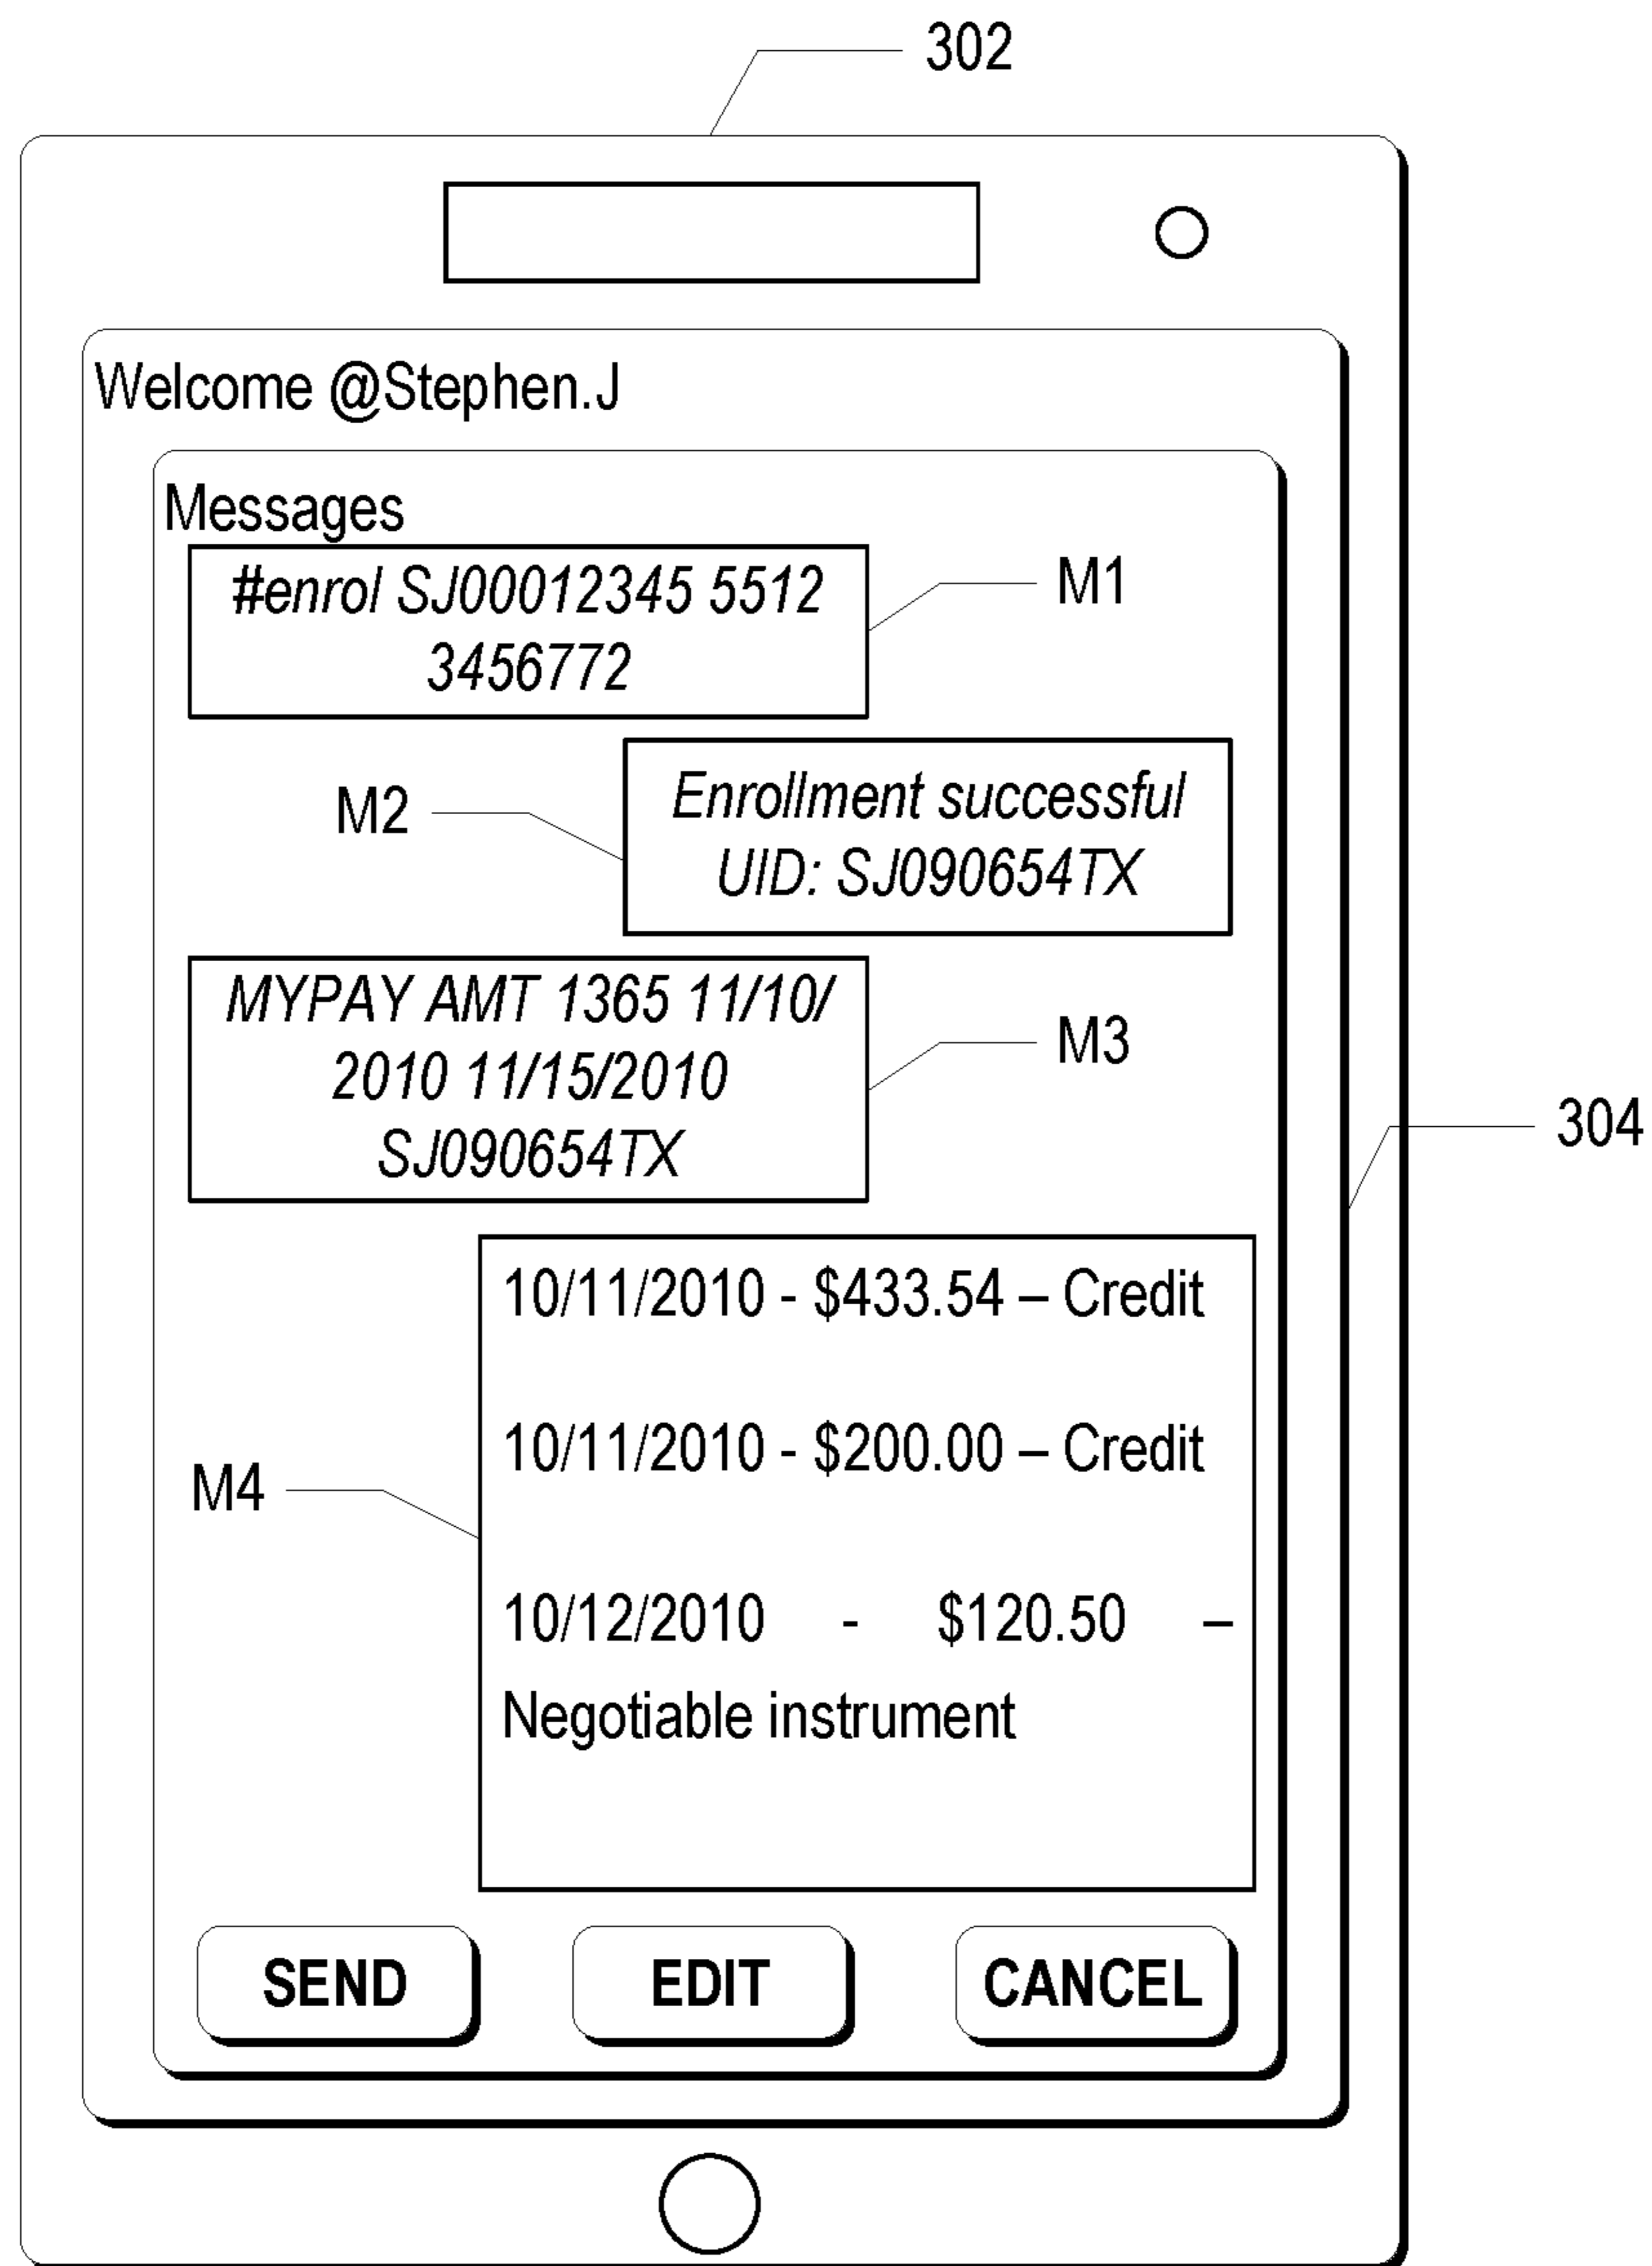 302
Welcome @Stephen.J
Messages
#enrol SJ00012345 5512
3456772
M1
M2
Enrollment successful
UID: SJ090654TX
MYPAY AMT 1365 11/10/
2010 11/15/2010
SJ090654TX
M3
304
10/11/2010 - $433.54 – Credit
10/11/2010 - $200.00 – Credit
M4
10/12/2010 - $120.50 –
Negotiable instrument
SEND
EDIT
CANCEL